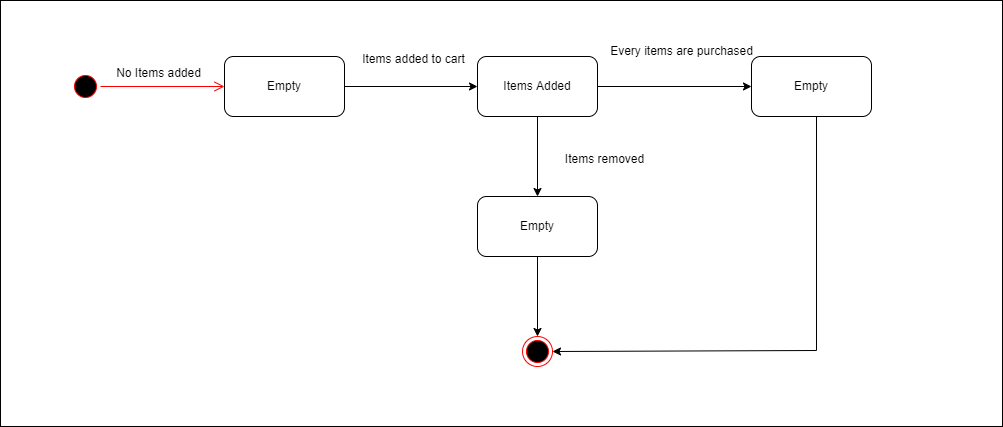 No Items added
Empty
Items added to cart
Items Added
Every items are purchased
Empty
Items removed
Empty